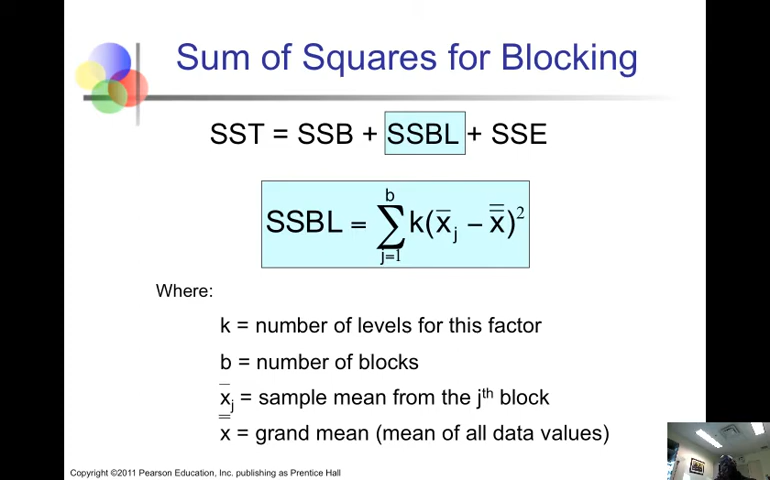 Sum of Squares for Blocking
SST = SSB + SSBL + SSE
SSBL = ∑_{j=1}^{b} k(x̄_j − x̿)²
Where:
k = number of levels for this factor
b = number of blocks
x̄_j = sample mean from the jᵗʰ block
x̿ = grand mean (mean of all data values)
Copyright ©2011 Pearson Education, Inc. publishing as Prentice Hall